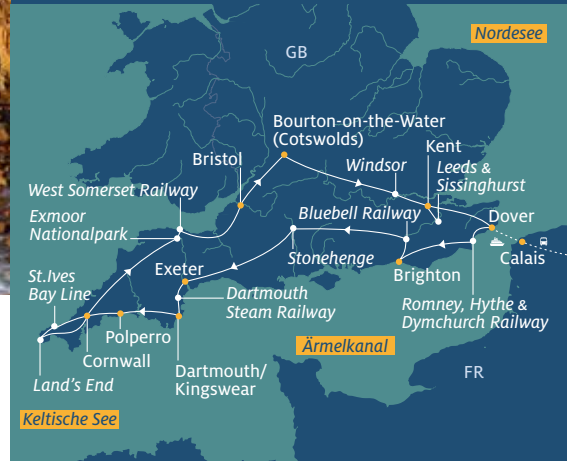 Nordesee
GB
Bourton-on-the-Water
(Cotswolds)
Kent
Bristol
Windsor
Leeds &
Sissinghurst
West Somerset Railway
Exmoor
Nationalpark
Bluebell Railway
Dover
Calais
St.Ives
Bay Line
Exeter
Stonehenge
Brighton
Dartmouth
Steam Railway
Romney, Hythe &
Dymchurch Railway
Polperro
Cornwall
Ärmelkanal
Land's End
Dartmouth/
Kingswear
FR
Keltische See